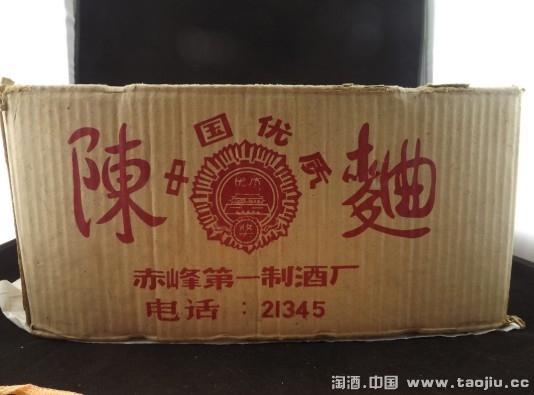 中国优质
陳麯
赤峰第一制酒厂
电话：21345
淘酒.中国 www.taojiu.cc